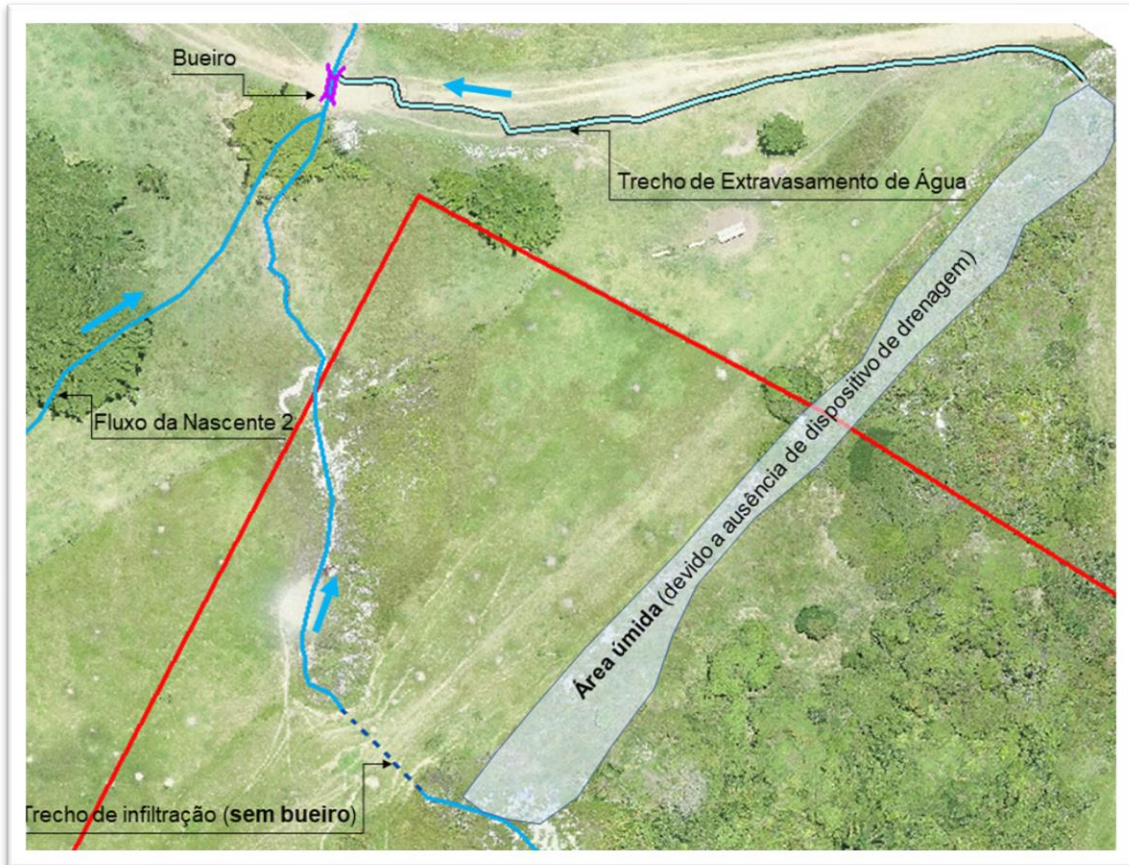 Bueiro
Trecho de Extravasamento de Água
Fluxo da Nascente 2
Área úmida (devido a ausência de dispositivo de drenagem)
Trecho de infiltração (sem bueiro)